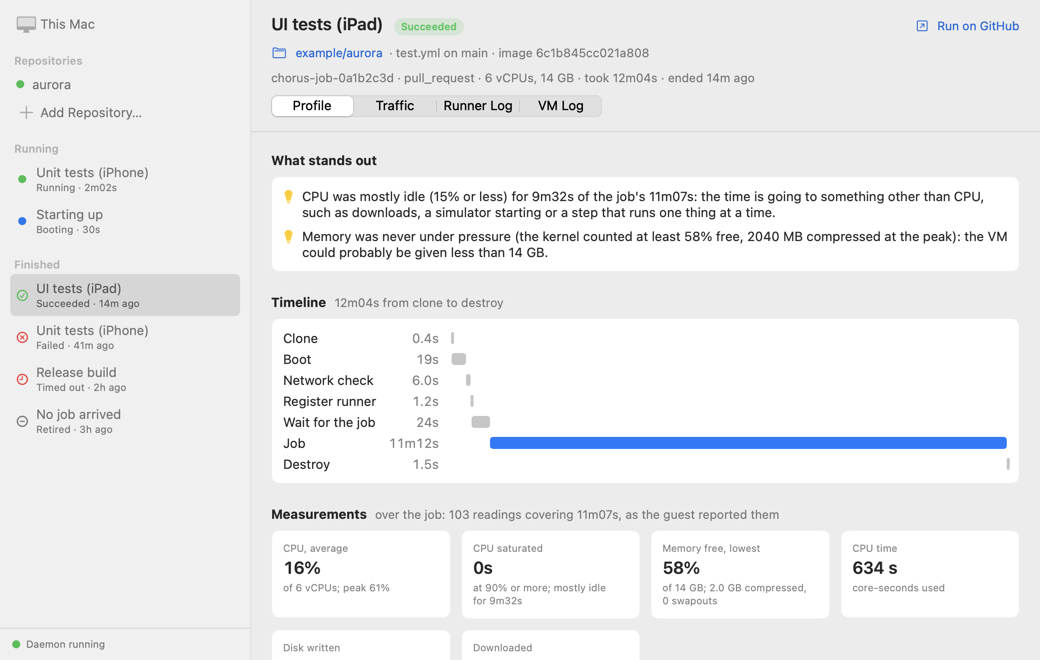 This Mac
Repositories
aurora
Add Repository...
Running
Unit tests (iPhone)
Running · 2m02s
Starting up
Booting · 30s
Finished
UI tests (iPad)
Succeeded · 14m ago
Unit tests (iPhone)
Failed · 41m ago
Release build
Timed out · 2h ago
No job arrived
Retired · 3h ago
Daemon running
UI tests (iPad) Succeeded
Run on GitHub
example/aurora · test.yml on main · image 6c1b845cc021a808
chorus-job-0a1b2c3d · pull_request · 6 vCPUs, 14 GB · took 12m04s · ended 14m ago
Profile Traffic Runner Log VM Log
What stands out
CPU was mostly idle (15% or less) for 9m32s of the job's 11m07s: the time is going to something other than CPU,
such as downloads, a simulator starting or a step that runs one thing at a time.
Memory was never under pressure (the kernel counted at least 58% free, 2040 MB compressed at the peak): the VM
could probably be given less than 14 GB.
Timeline 12m04s from clone to destroy
Clone 0.4s
Boot 19s
Network check 6.0s
Register runner 1.2s
Wait for the job 24s
Job 11m12s
Destroy 1.5s
Measurements over the job: 103 readings covering 11m07s, as the guest reported them
CPU, average
16%
of 6 vCPUs; peak 61%
CPU saturated
0s
at 90% or more; mostly idle
for 9m32s
Memory free, lowest
58%
of 14 GB; 2.0 GB compressed,
0 swapouts
CPU time
634 s
core-seconds used
Disk written
Downloaded